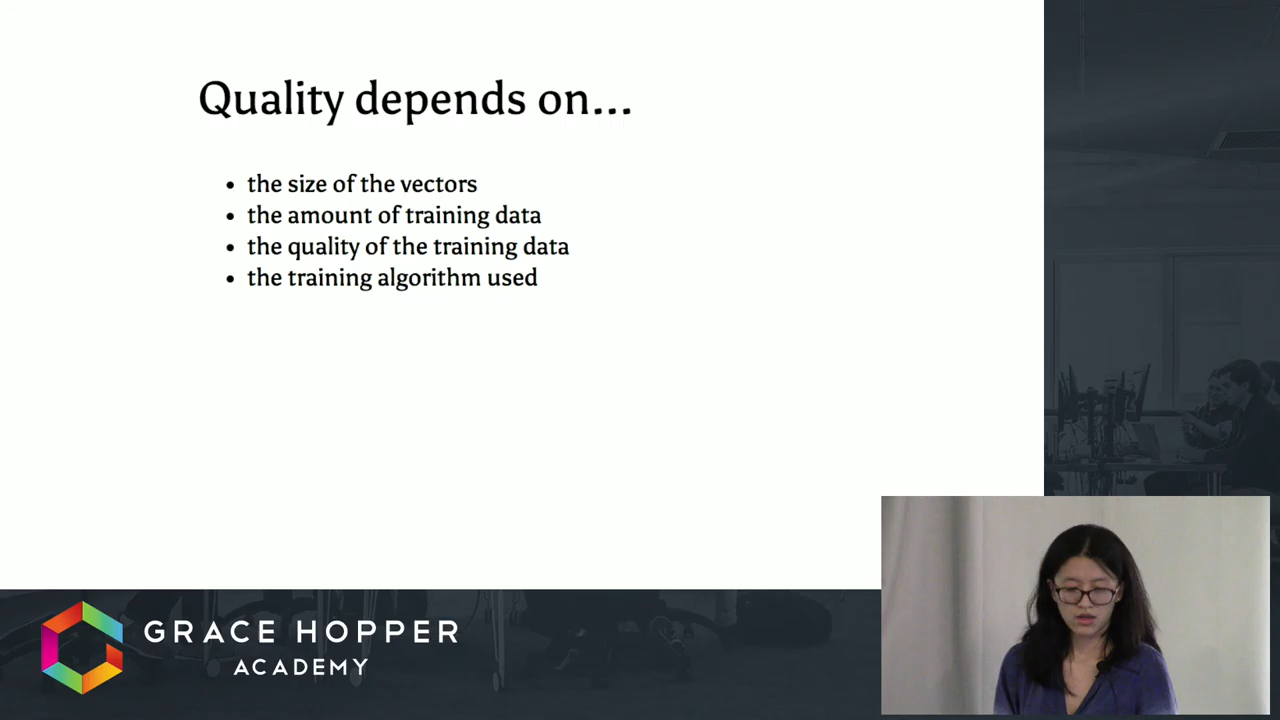 Quality depends on...
• the size of the vectors
• the amount of training data
• the quality of the training data
• the training algorithm used
GRACE HOPPER
ACADEMY